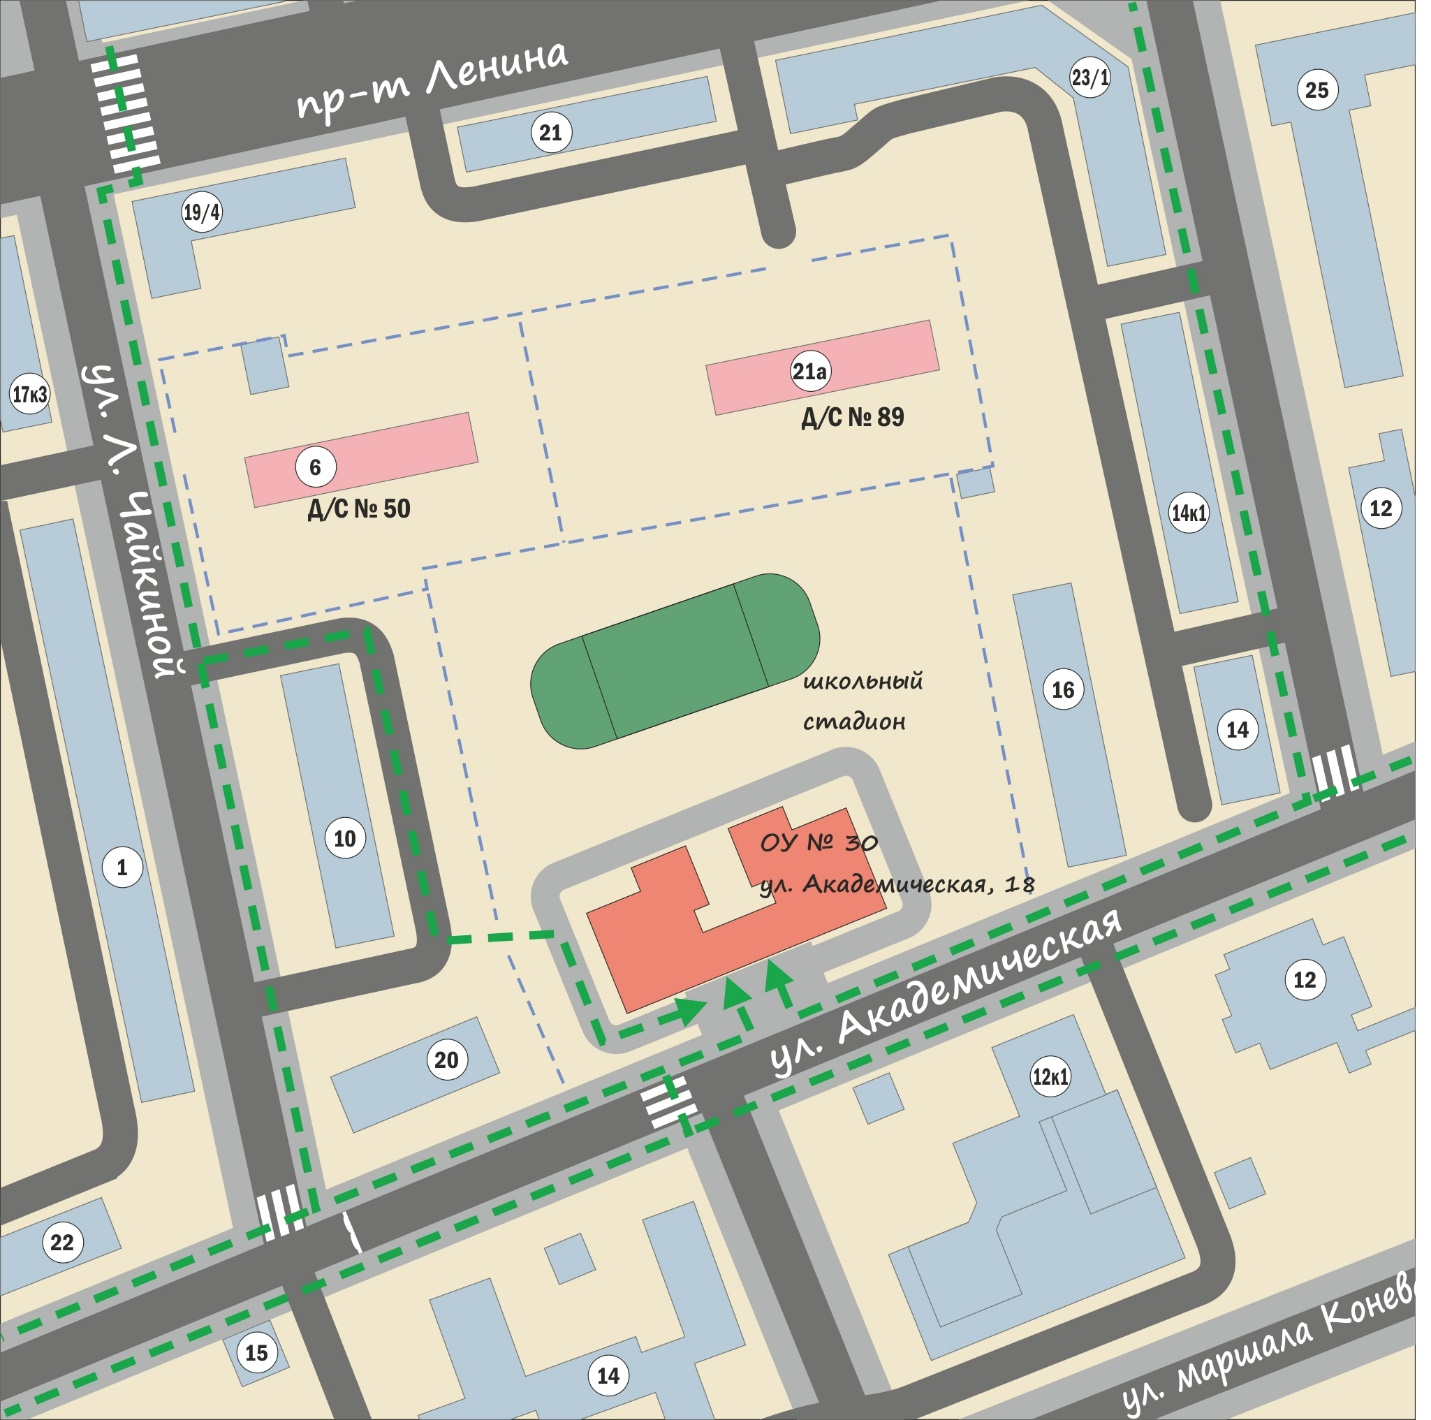 пр-т Ленина
23/1
25
21
19/4
17к3
ул. Л. Чайкиной
21а
Д/С № 89
6
Д/С № 50
14к1
12
школьный
стадион
16
14
10
1
ОУ № 30
ул. Академическая, 18
ул. Академическая
12
20
12к1
22
15
14
ул. маршала Конева